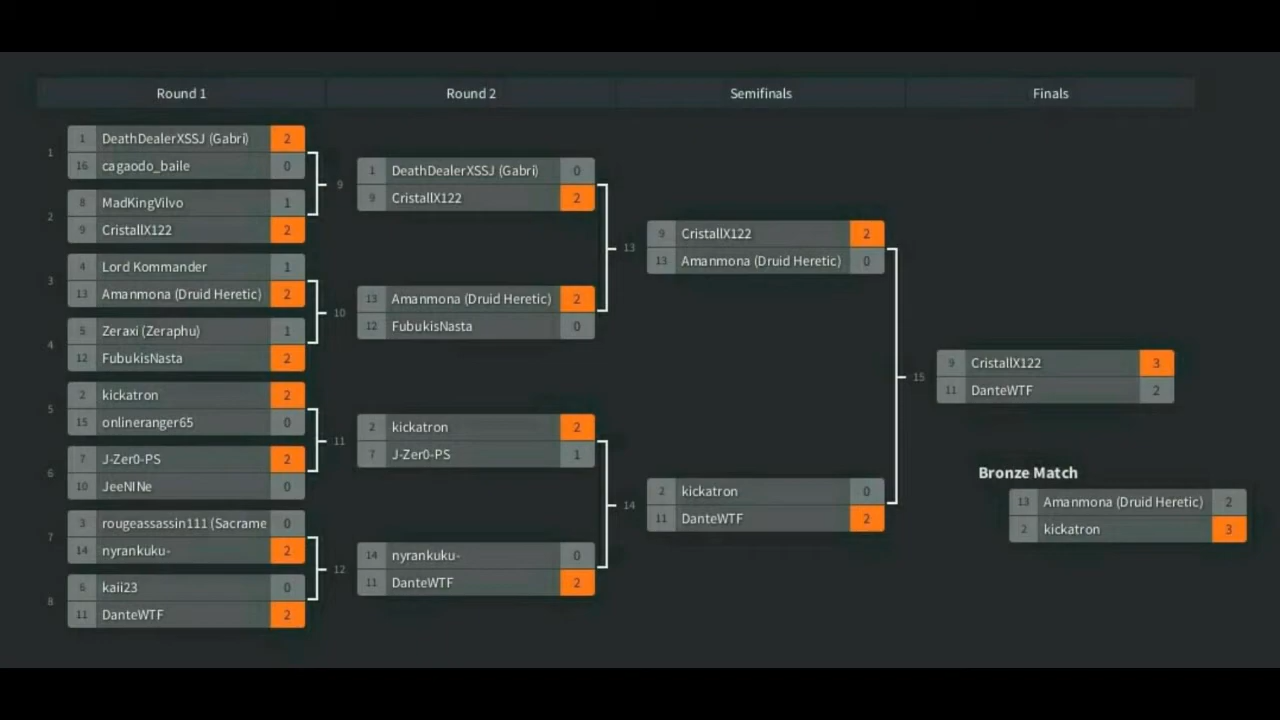 Round 1
Round 2
Semifinals
Finals
1
1 DeathDealerXSSJ (Gabri) 2
16 cagaodo_baile 0
2
8 MadKingVilvo 1
9 CristallX122 2
3
4 Lord Kommander 1
13 Amanmona (Druid Heretic) 2
4
5 Zeraxi (Zeraphu) 1
12 FubukisNasta 2
5
2 kickatron 2
15 onlineranger65 0
6
7 J-Zer0-PS 2
10 JeeNINe 0
7
3 rougeassassin111 (Sacrame 0
14 nyrankuku- 2
8
6 kaii23 0
11 DanteWTF 2
9
1 DeathDealerXSSJ (Gabri) 0
9 CristallX122 2
10
13 Amanmona (Druid Heretic) 2
12 FubukisNasta 0
11
2 kickatron 2
7 J-Zer0-PS 1
12
14 nyrankuku- 0
11 DanteWTF 2
13
9 CristallX122 2
13 Amanmona (Druid Heretic) 0
14
2 kickatron 0
11 DanteWTF 2
15
9 CristallX122 3
11 DanteWTF 2
Bronze Match
13 Amanmona (Druid Heretic) 2
2 kickatron 3